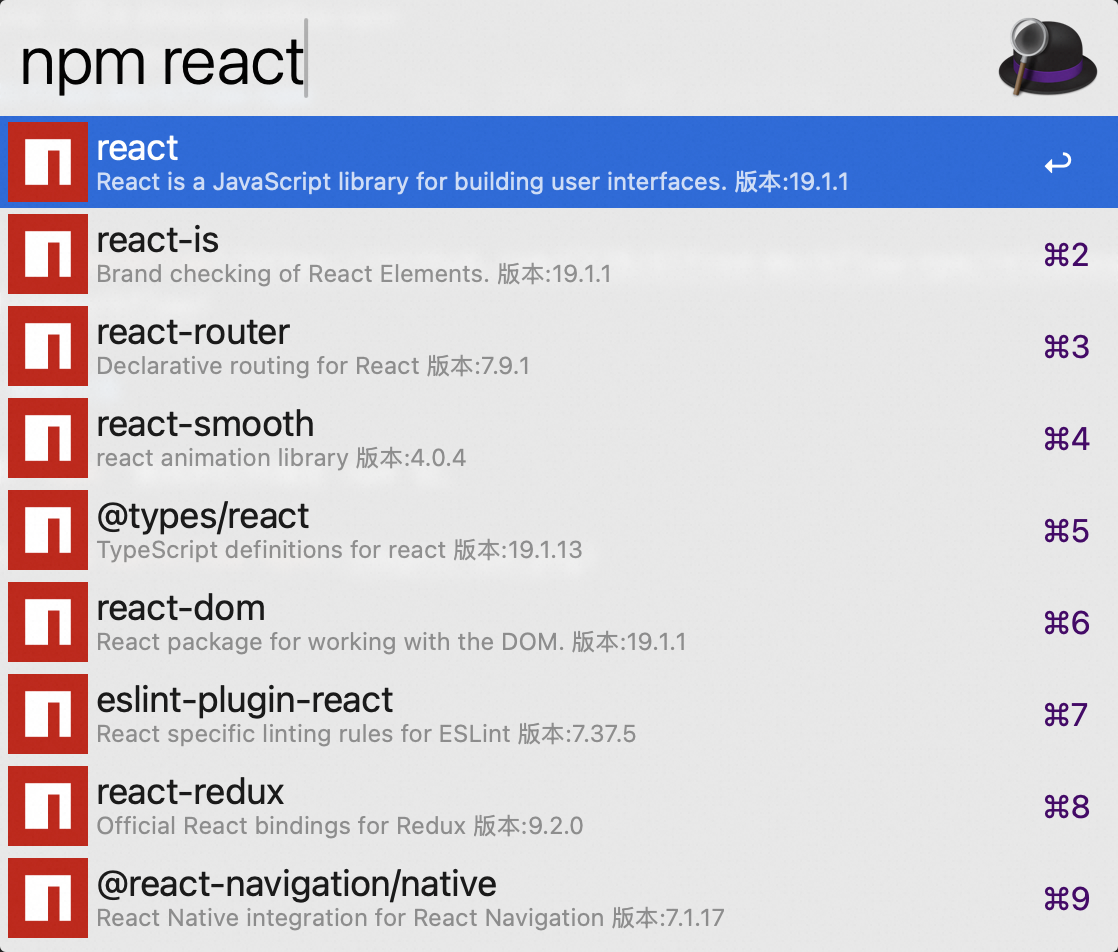 npm react
react
React is a JavaScript library for building user interfaces. 版本:19.1.1
↩
react-is
Brand checking of React Elements. 版本:19.1.1
⌘2
react-router
Declarative routing for React 版本:7.9.1
⌘3
react-smooth
react animation library 版本:4.0.4
⌘4
@types/react
TypeScript definitions for react 版本:19.1.13
⌘5
react-dom
React package for working with the DOM. 版本:19.1.1
⌘6
eslint-plugin-react
React specific linting rules for ESLint 版本:7.37.5
⌘7
react-redux
Official React bindings for Redux 版本:9.2.0
⌘8
@react-navigation/native
React Native integration for React Navigation 版本:7.1.17
⌘9